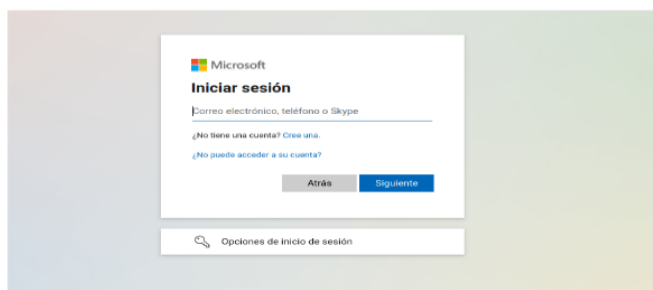 Microsoft
Iniciar sesión
Correo electrónico, teléfono o Skype
¿No tiene una cuenta? Cree una.
¿No puede acceder a su cuenta?
Atrás Siguiente
Opciones de inicio de sesión